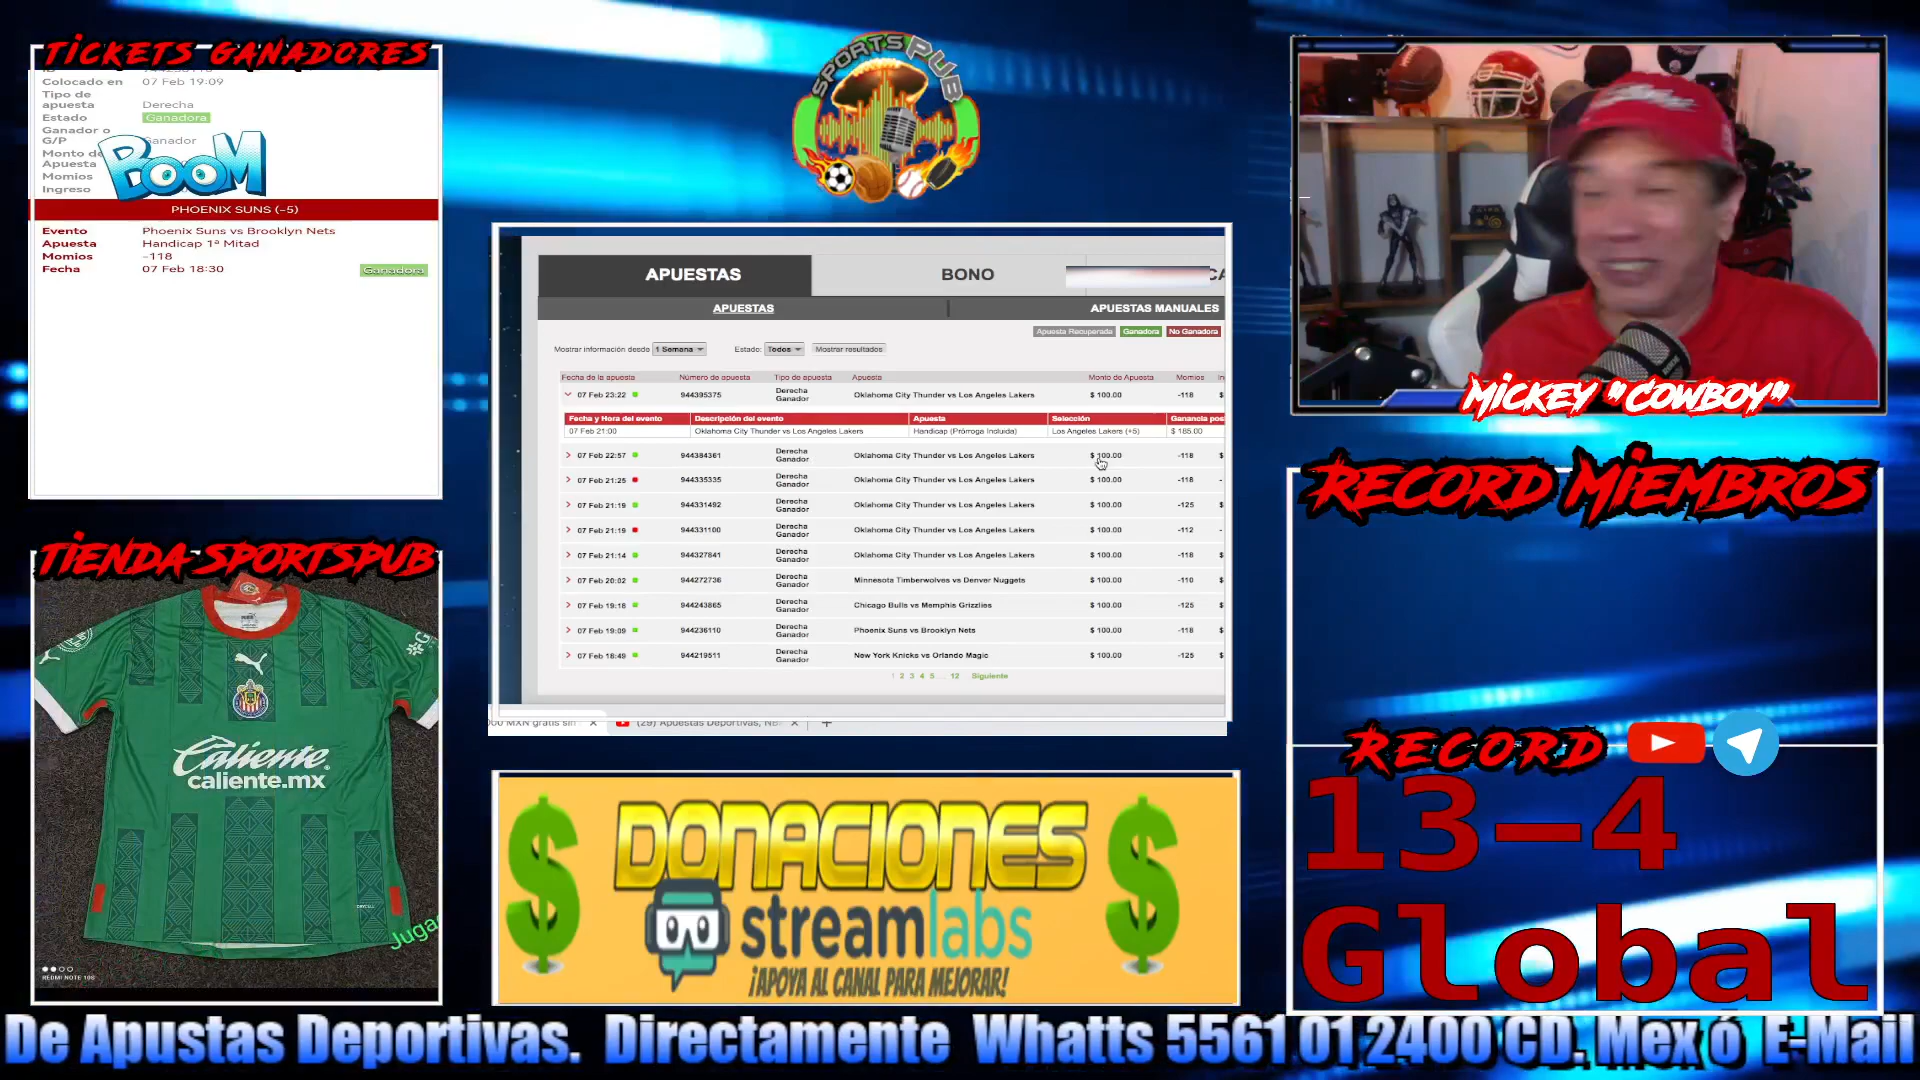 TICKETS GANADORES
Colocado en 07 Feb 19:09
Tipo de apuesta Derecha
Estado Ganadora
Ganador o G/P Ganador
Monto de Apuesta
Momios
Ingreso
BOOM
PHOENIX SUNS (-5)
Evento Phoenix Suns vs Brooklyn Nets
Apuesta Handicap 1ª Mitad
Momios -118
Fecha 07 Feb 18:30 Ganadora
TIENDA SPORTSPUB
Caliente
caliente.mx
REDMI NOTE 10S
Juga
SPORTSPUB
APUESTAS BONO
APUESTAS APUESTAS MANUALES
Apuesta Recuperada Ganadora No Ganadora
Mostrar información desde 1 Semana Estado: Todos Mostrar resultados
Fecha de la apuesta Número de apuesta Tipo de apuesta Apuesta Monto de Apuesta Momios In
07 Feb 23:22 944395375 Derecha Ganador Oklahoma City Thunder vs Los Angeles Lakers $ 100.00 -118
Fecha y Hora del evento Descripción del evento Apuesta Selección Ganancia pos
07 Feb 21:00 Oklahoma City Thunder vs Los Angeles Lakers Handicap (Prórroga Incluida) Los Angeles Lakers (+5) $ 185.00
07 Feb 22:57 944384361 Derecha Ganador Oklahoma City Thunder vs Los Angeles Lakers $ 100.00 -118 $
07 Feb 21:25 944335335 Derecha Ganador Oklahoma City Thunder vs Los Angeles Lakers $ 100.00 -118 -
07 Feb 21:19 944331492 Derecha Ganador Oklahoma City Thunder vs Los Angeles Lakers $ 100.00 -125 $
07 Feb 21:19 944331100 Derecha Ganador Oklahoma City Thunder vs Los Angeles Lakers $ 100.00 -112 $
07 Feb 21:14 944327841 Derecha Ganador Oklahoma City Thunder vs Los Angeles Lakers $ 100.00 -118 $
07 Feb 20:02 944272736 Derecha Ganador Minnesota Timberwolves vs Denver Nuggets $ 100.00 -110 $
07 Feb 19:18 944243865 Derecha Ganador Chicago Bulls vs Memphis Grizzlies $ 100.00 -125 $
07 Feb 19:09 944236110 Derecha Ganador Phoenix Suns vs Brooklyn Nets $ 100.00 -118 $
07 Feb 18:49 944219511 Derecha Ganador New York Knicks vs Orlando Magic $ 100.00 -125 $
1 2 3 4 5 ... 12 Siguiente
MXN gratis sin (29) Apuestas Deportivas,
DONACIONES
streamlabs
¡APOYA AL CANAL PARA MEJORAR!
MICKEY "COWBOY"
RECORD MIEMBROS
RECORD
13-4
Global
De Apustas Deportivas. Directamente Whatts 5561 01 2400 CD. Mex ó E-Mail